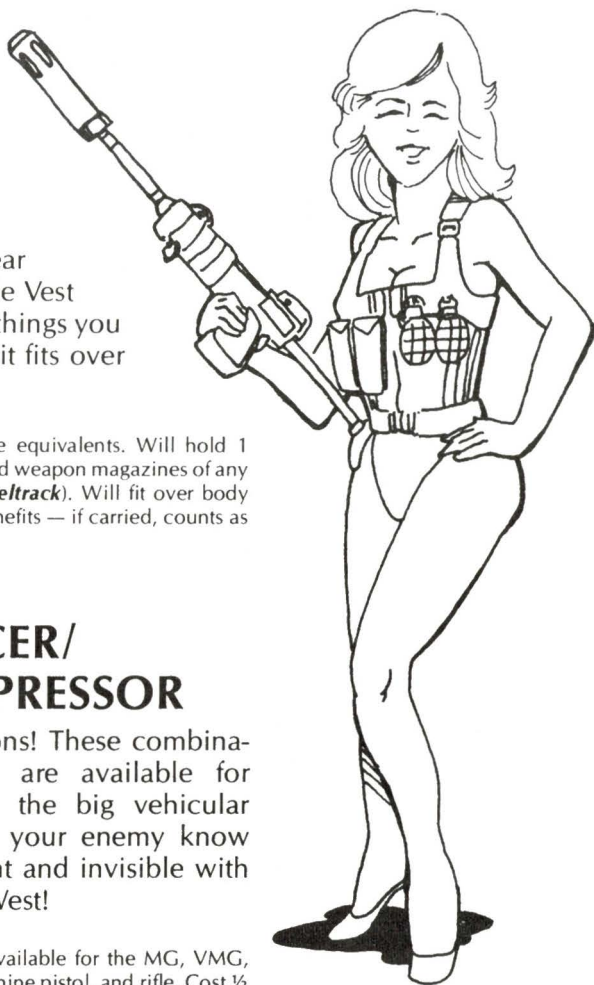 ear
e Vest
things you
it fits over
e equivalents. Will hold 1
d weapon magazines of any
eltrack). Will fit over body
nefits — if carried, counts as
CER/
PRESSOR
ons! These combina-
are available for
the big vehicular
your enemy know
nt and invisible with
Vest!
vailable for the MG, VMG,
hine pistol, and rifle. Cost ½